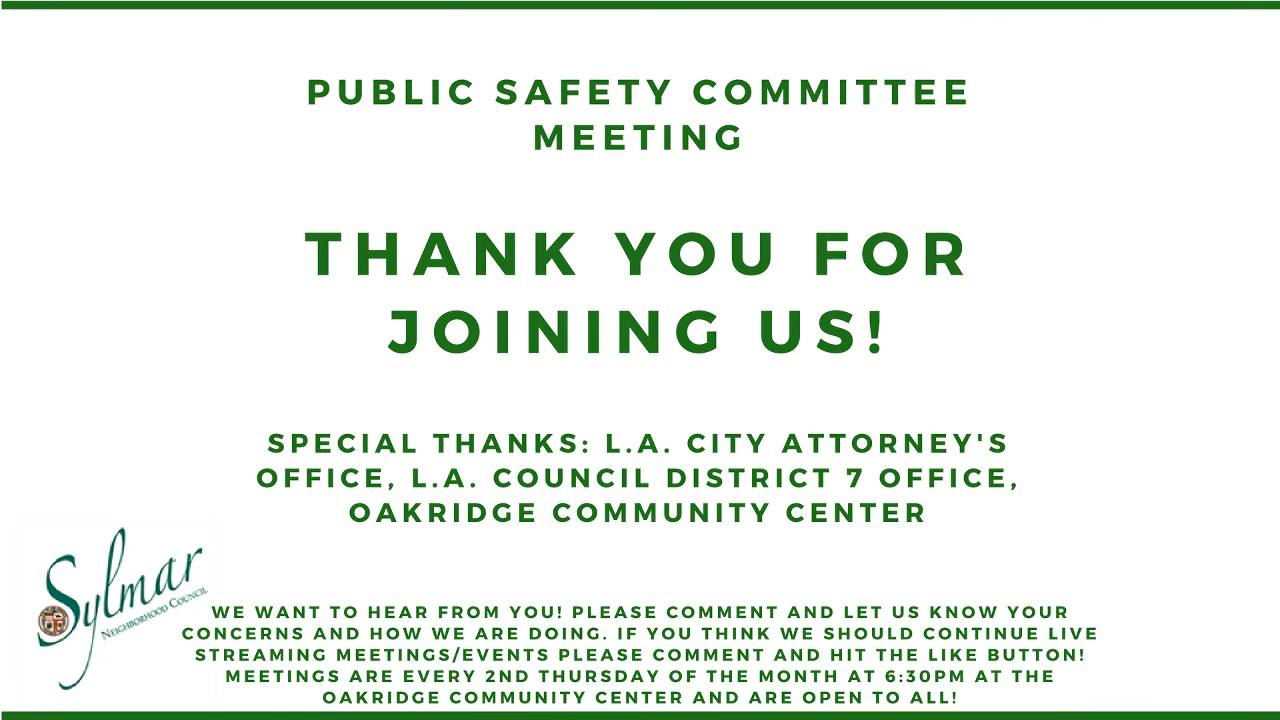 PUBLIC SAFETY COMMITTEE
MEETING
THANK YOU FOR
JOINING US!
SPECIAL THANKS: L.A. CITY ATTORNEY'S
OFFICE, L.A. COUNCIL DISTRICT 7 OFFICE,
OAKRIDGE COMMUNITY CENTER
Sylmar
NEIGHBORHOOD COUNCIL
WE WANT TO HEAR FROM YOU! PLEASE COMMENT AND LET US KNOW YOUR
CONCERNS AND HOW WE ARE DOING. IF YOU THINK WE SHOULD CONTINUE LIVE
STREAMING MEETINGS/EVENTS PLEASE COMMENT AND HIT THE LIKE BUTTON!
MEETINGS ARE EVERY 2ND THURSDAY OF THE MONTH AT 6:30PM AT THE
OAKRIDGE COMMUNITY CENTER AND ARE OPEN TO ALL!